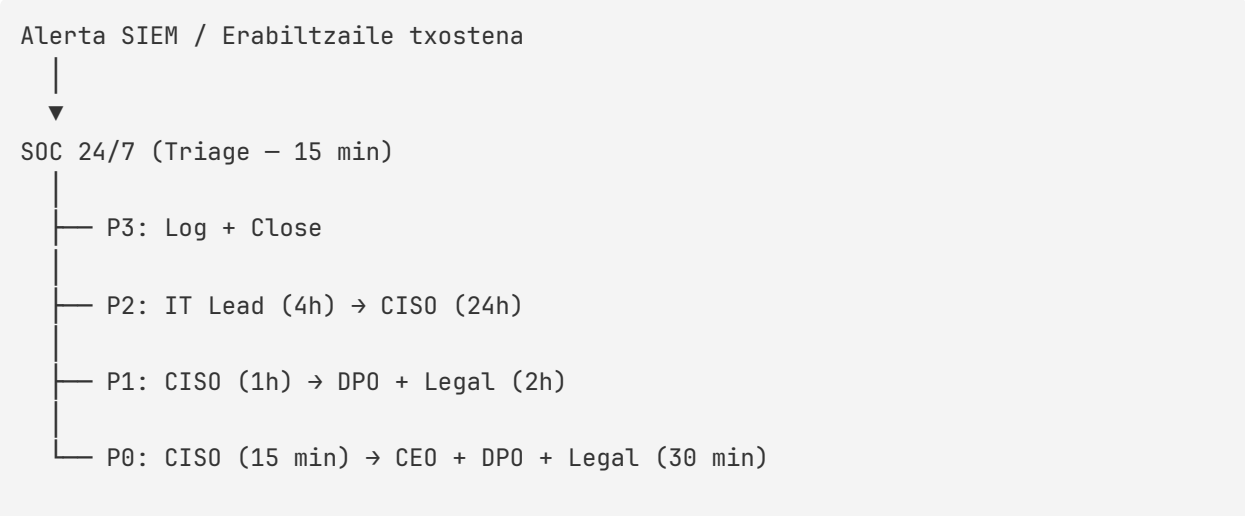 Alerta SIEM / Erabiltzaile txostena
│
▼
SOC 24/7 (Triage — 15 min)
│
├── P3: Log + Close
│
├── P2: IT Lead (4h) → CISO (24h)
│
├── P1: CISO (1h) → DPO + Legal (2h)
│
└── P0: CISO (15 min) → CEO + DPO + Legal (30 min)